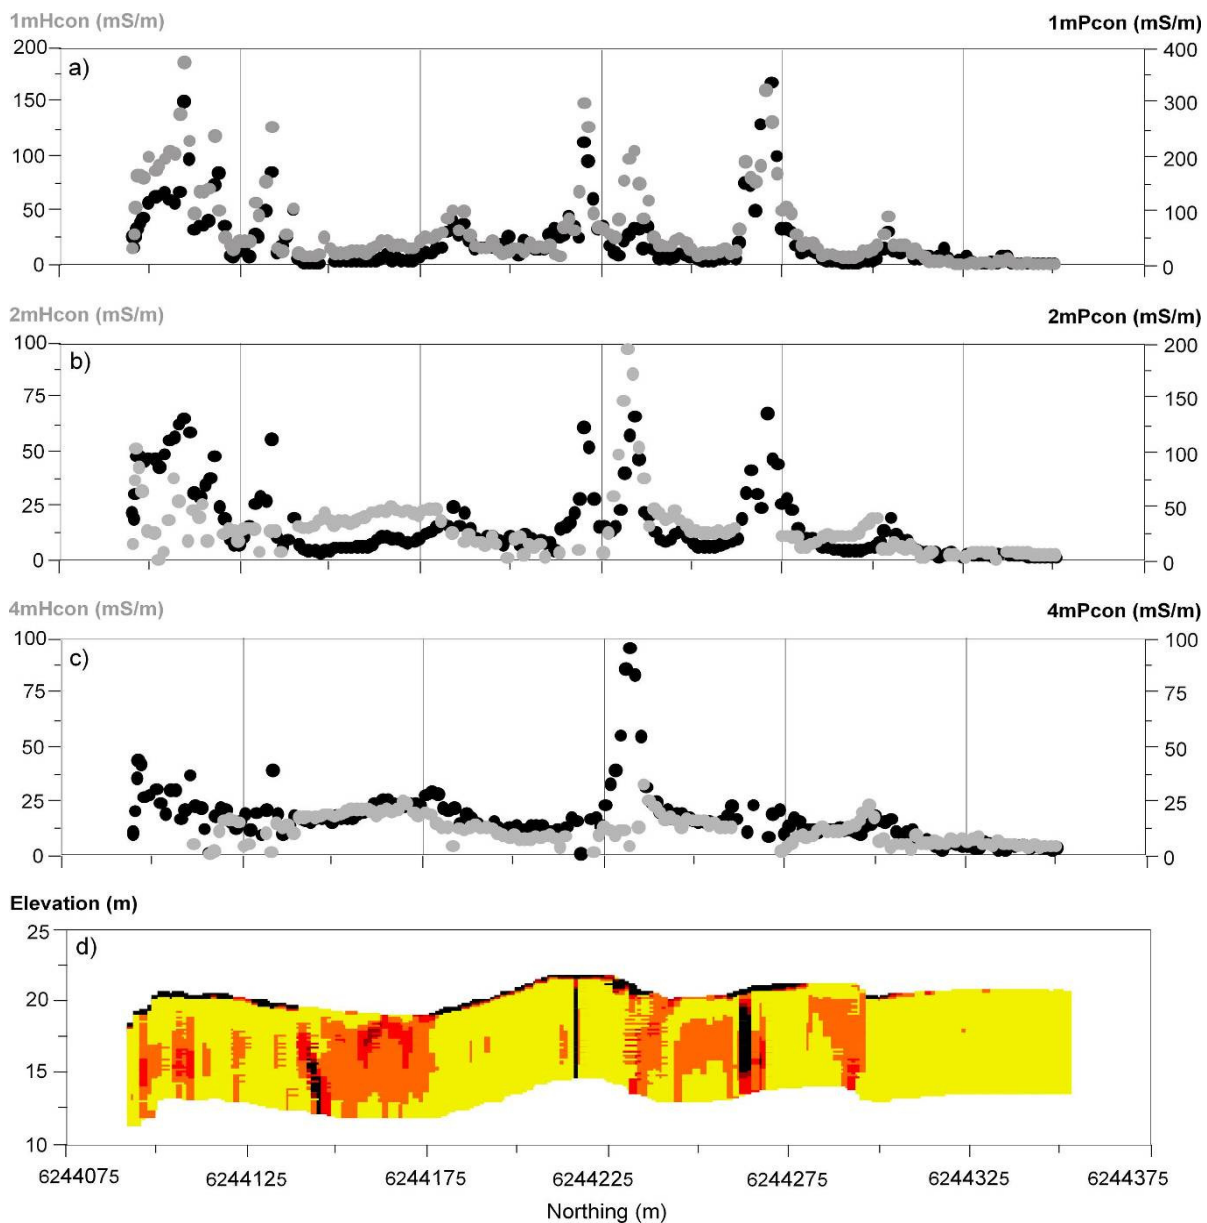 1mHcon (mS/m) 1mPcon (mS/m)
a)
200 400
150 300
100 200
50 100
0 0
2mHcon (mS/m) 2mPcon (mS/m)
b)
100 200
75 150
50 100
25 50
0 0
4mHcon (mS/m) 4mPcon (mS/m)
c)
100 100
75 75
50 50
25 25
0 0
Elevation (m)
d)
25
20
15
10
6244075 6244125 6244175 6244225 6244275 6244325 6244375
Northing (m)